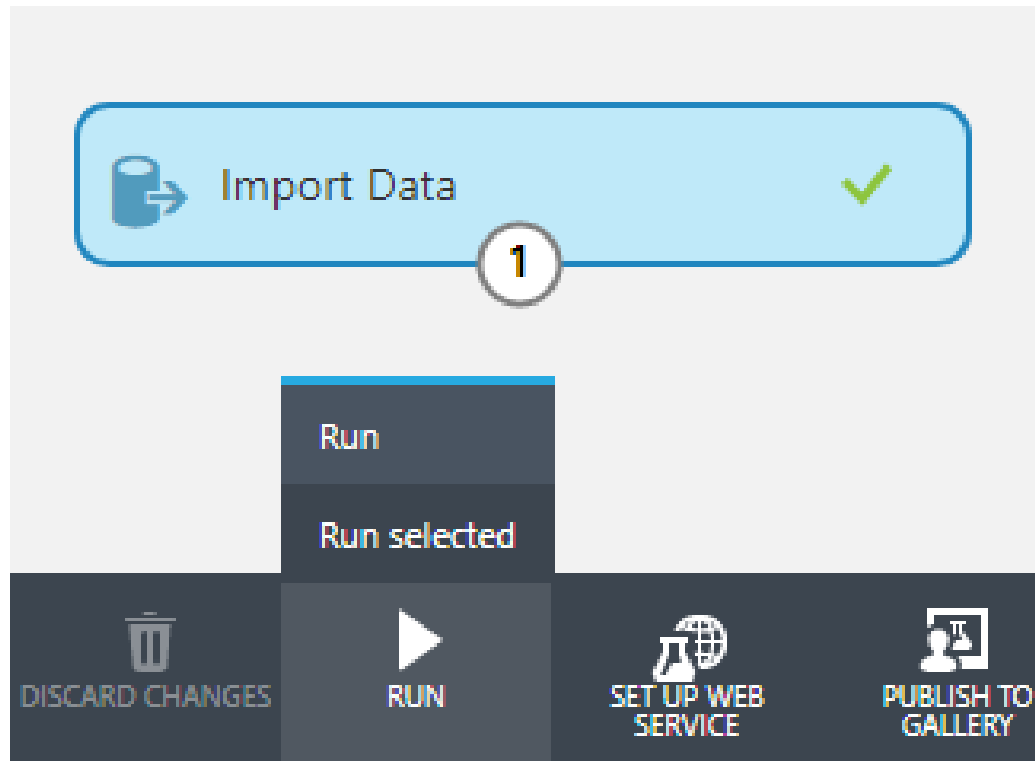 Import Data
1
Run
Run selected
DISCARD CHANGES
RUN
SET UP WEB
SERVICE
PUBLISH TO
GALLERY